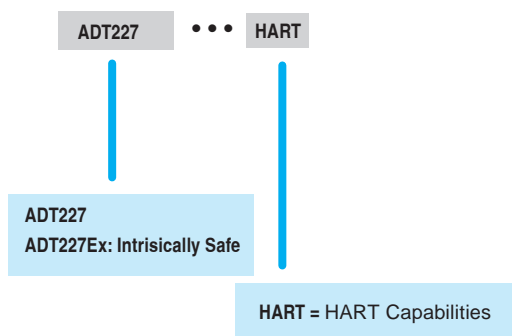 ADT227 ••• HART
ADT227
ADT227Ex: Intrisically Safe
HART = HART Capabilities